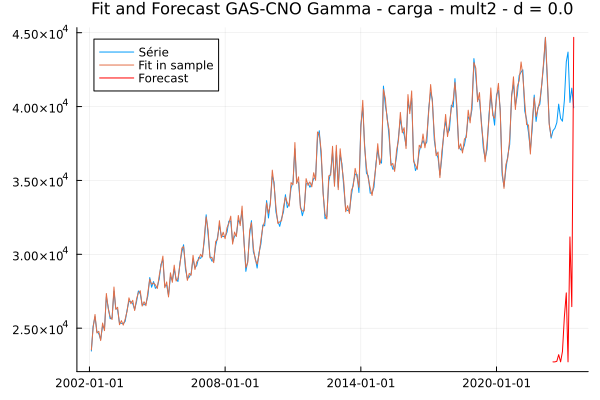 Fit and Forecast GAS-CNO Gamma - carga - mult2 - d = 0.0
4.50×10⁴
4.00×10⁴
3.50×10⁴
3.00×10⁴
2.50×10⁴
Série
Fit in sample
Forecast
2002-01-01 2008-01-01 2014-01-01 2020-01-01